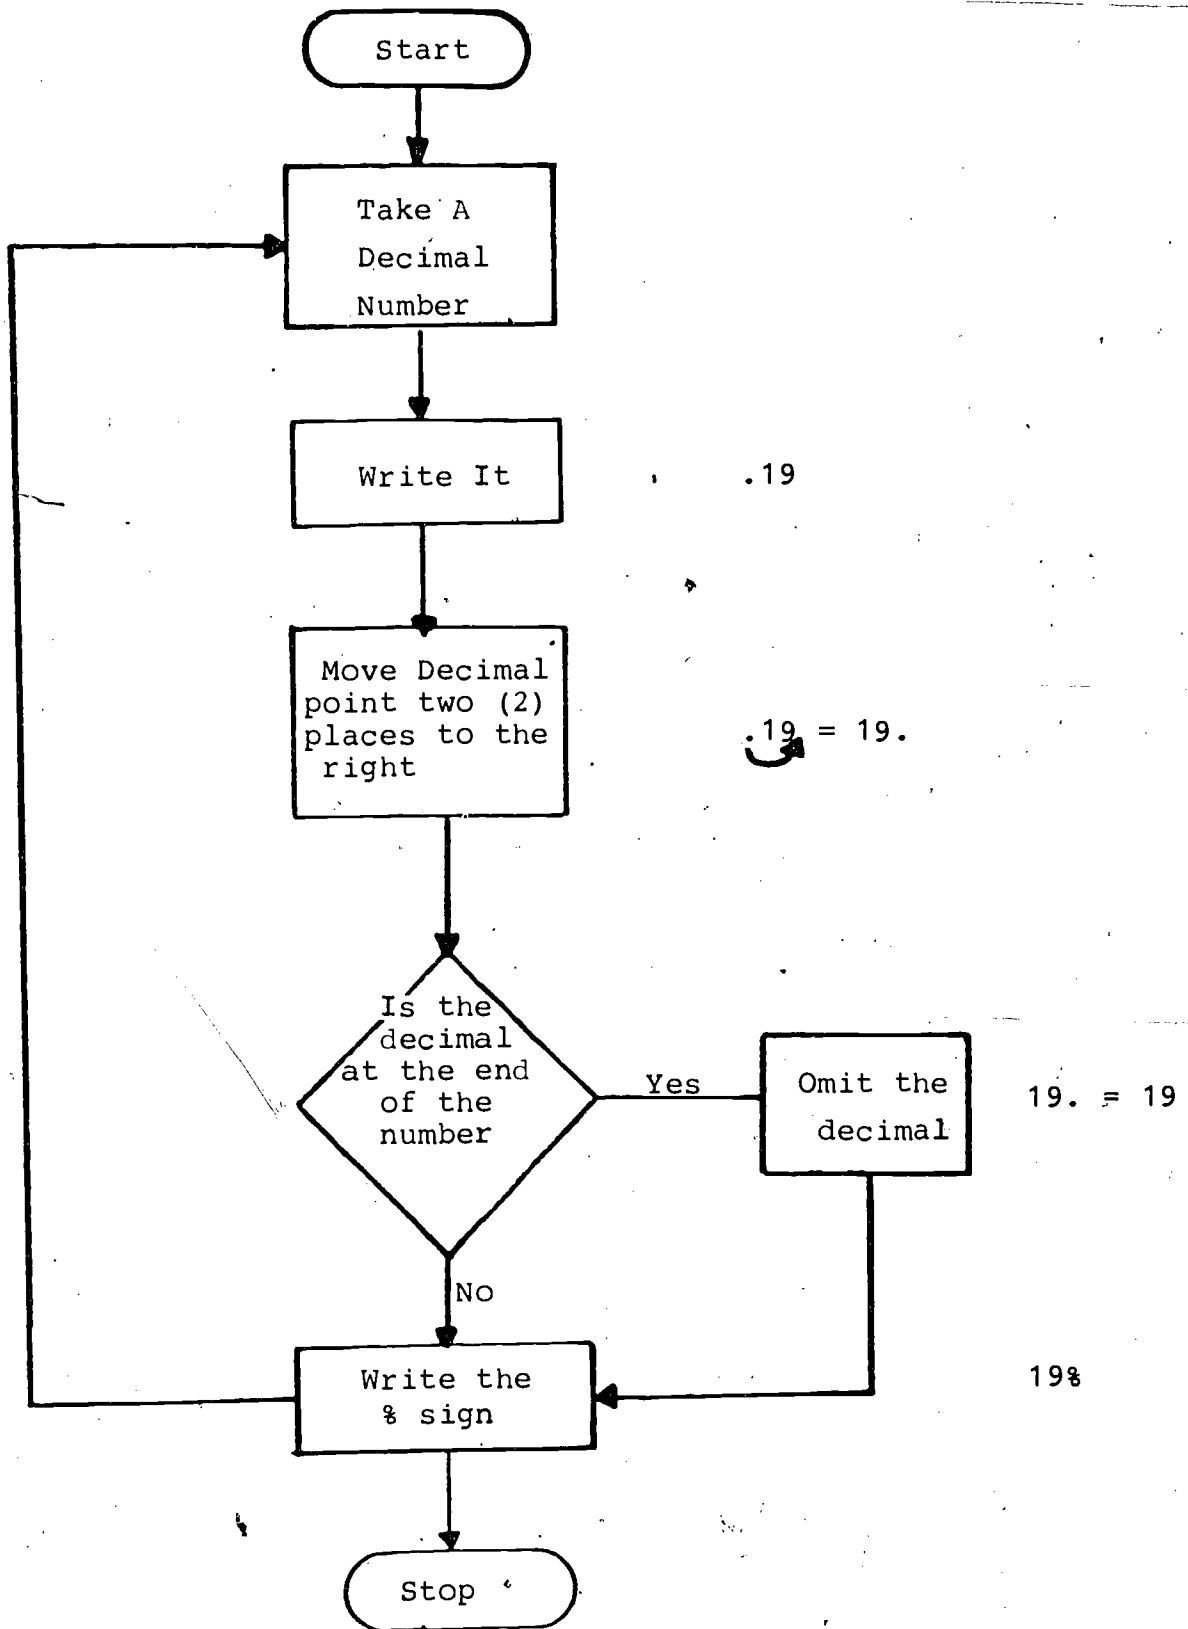 Start
Take A
Decimal
Number
Write It
.19
Move Decimal
point two (2)
places to the
right
.19 = 19.
Is the
decimal
at the end
of the
number
Yes
Omit the
decimal
19. = 19
No
Write the
% sign
19%
Stop